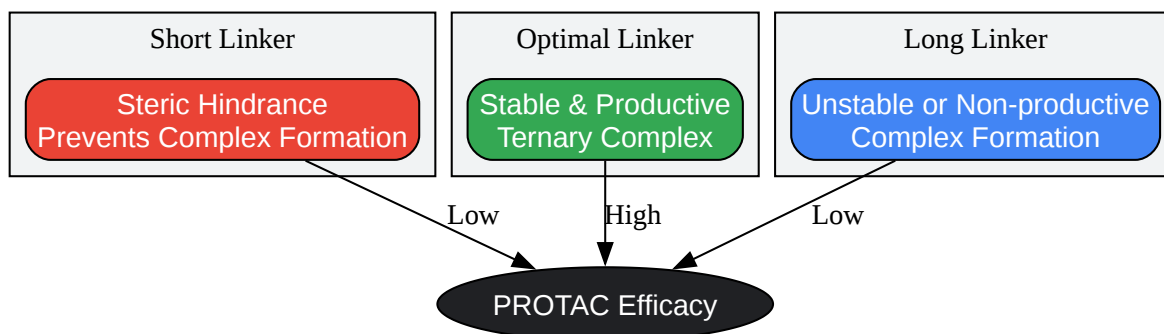 Short Linker
Optimal Linker
Long Linker
Steric Hindrance
Prevents Complex Formation
Stable & Productive
Ternary Complex
Unstable or Non-productive
Complex Formation
Low
High
Low
PROTAC Efficacy